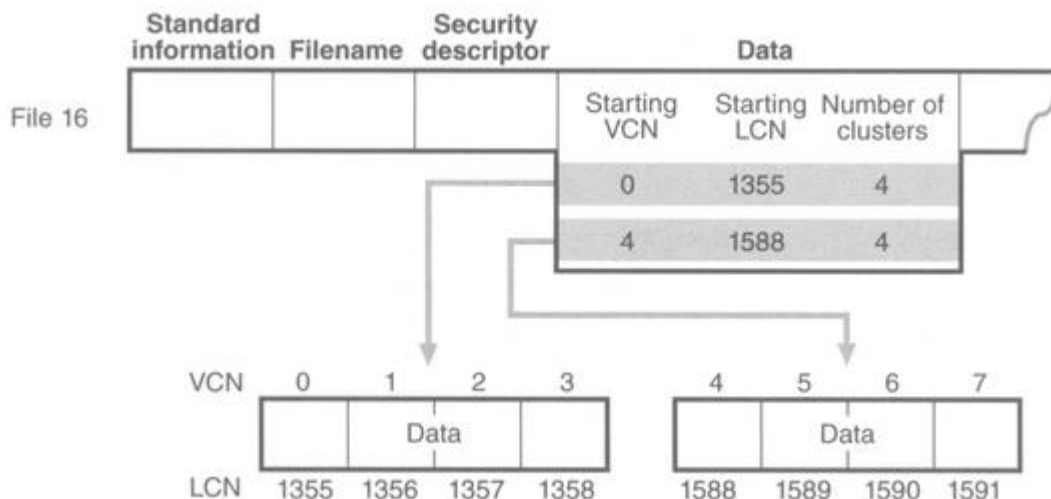 Standard information Filename Security descriptor Data
File 16
Starting VCN Starting LCN Number of clusters
0 1355 4
4 1588 4
VCN 0 1 2 3 4 5 6 7
Data Data
LCN 1355 1356 1357 1358 1588 1589 1590 1591